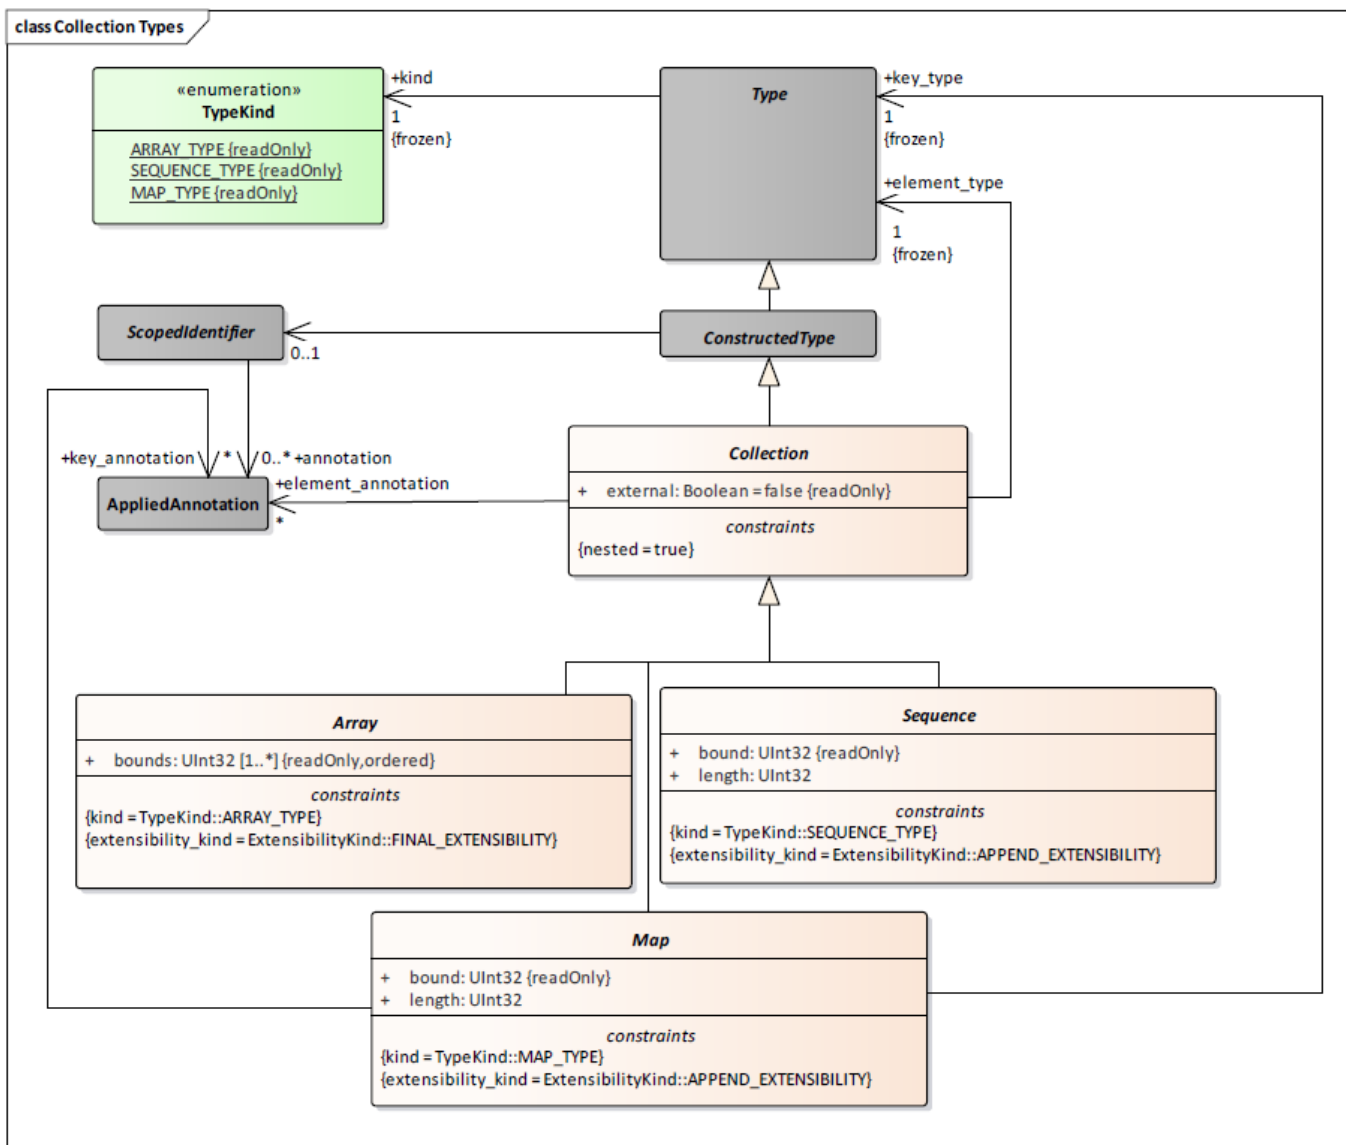 class Collection Types
«enumeration»
TypeKind
ARRAY_TYPE {readOnly}
SEQUENCE_TYPE {readOnly}
MAP_TYPE {readOnly}
+kind
1
{frozen}
Type
+key_type
1
{frozen}
+element_type
1
{frozen}
ScopedIdentifier
0..1
ConstructedType
+key_annotation
*
0..* +annotation
+element_annotation
AppliedAnnotation
*
Collection
+ external: Boolean = false {readOnly}
constraints
{nested = true}
Array
+ bounds: UInt32 [1..*] {readOnly,ordered}
constraints
{kind = TypeKind::ARRAY_TYPE}
{extensibility_kind = ExtensibilityKind::FINAL_EXTENSIBILITY}
Sequence
+ bound: UInt32 {readOnly}
+ length: UInt32
constraints
{kind = TypeKind::SEQUENCE_TYPE}
{extensibility_kind = ExtensibilityKind::APPEND_EXTENSIBILITY}
Map
+ bound: UInt32 {readOnly}
+ length: UInt32
constraints
{kind = TypeKind::MAP_TYPE}
{extensibility_kind = ExtensibilityKind::APPEND_EXTENSIBILITY}